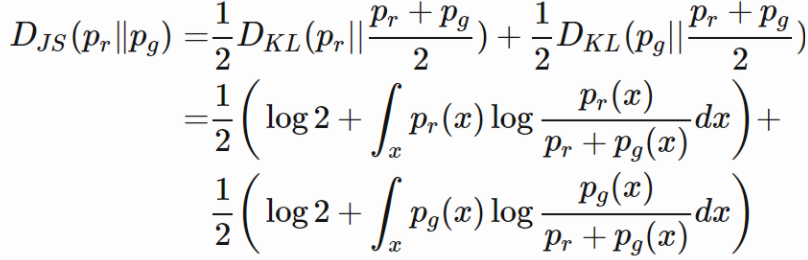 $D_{JS}(p_r \| p_g) = \frac{1}{2} D_{KL}(p_r || \frac{p_r + p_g}{2}) + \frac{1}{2} D_{KL}(p_g || \frac{p_r + p_g}{2})$
$= \frac{1}{2} \left( \log 2 + \int_x p_r(x) \log \frac{p_r(x)}{p_r + p_g(x)} dx \right) +$
$\frac{1}{2} \left( \log 2 + \int_x p_g(x) \log \frac{p_g(x)}{p_r + p_g(x)} dx \right)$